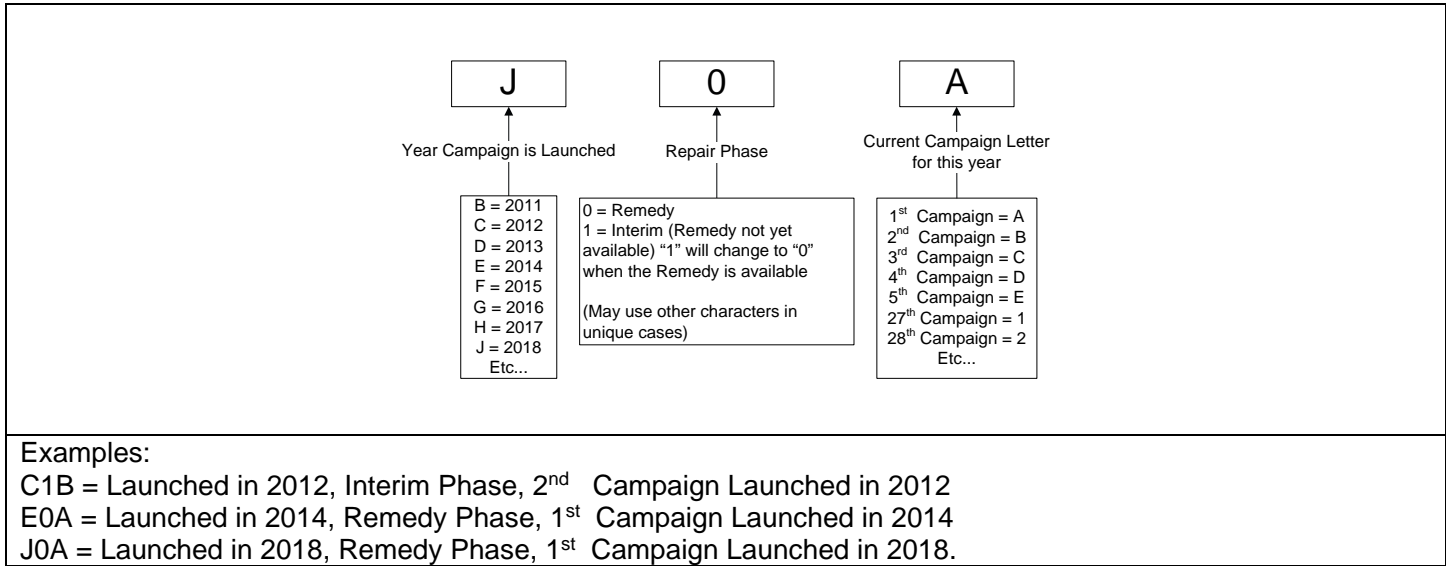 J
0
A
Year Campaign is Launched
Repair Phase
Current Campaign Letter
for this year
B = 2011
C = 2012
D = 2013
E = 2014
F = 2015
G = 2016
H = 2017
J = 2018
Etc...
0 = Remedy
1 = Interim (Remedy not yet
available) “1” will change to “0”
when the Remedy is available
(May use other characters in
unique cases)
1st Campaign = A
2nd Campaign = B
3rd Campaign = C
4th Campaign = D
5th Campaign = E
27th Campaign = 1
28th Campaign = 2
Etc...
Examples:
C1B = Launched in 2012, Interim Phase, 2nd Campaign Launched in 2012
E0A = Launched in 2014, Remedy Phase, 1st Campaign Launched in 2014
J0A = Launched in 2018, Remedy Phase, 1st Campaign Launched in 2018.